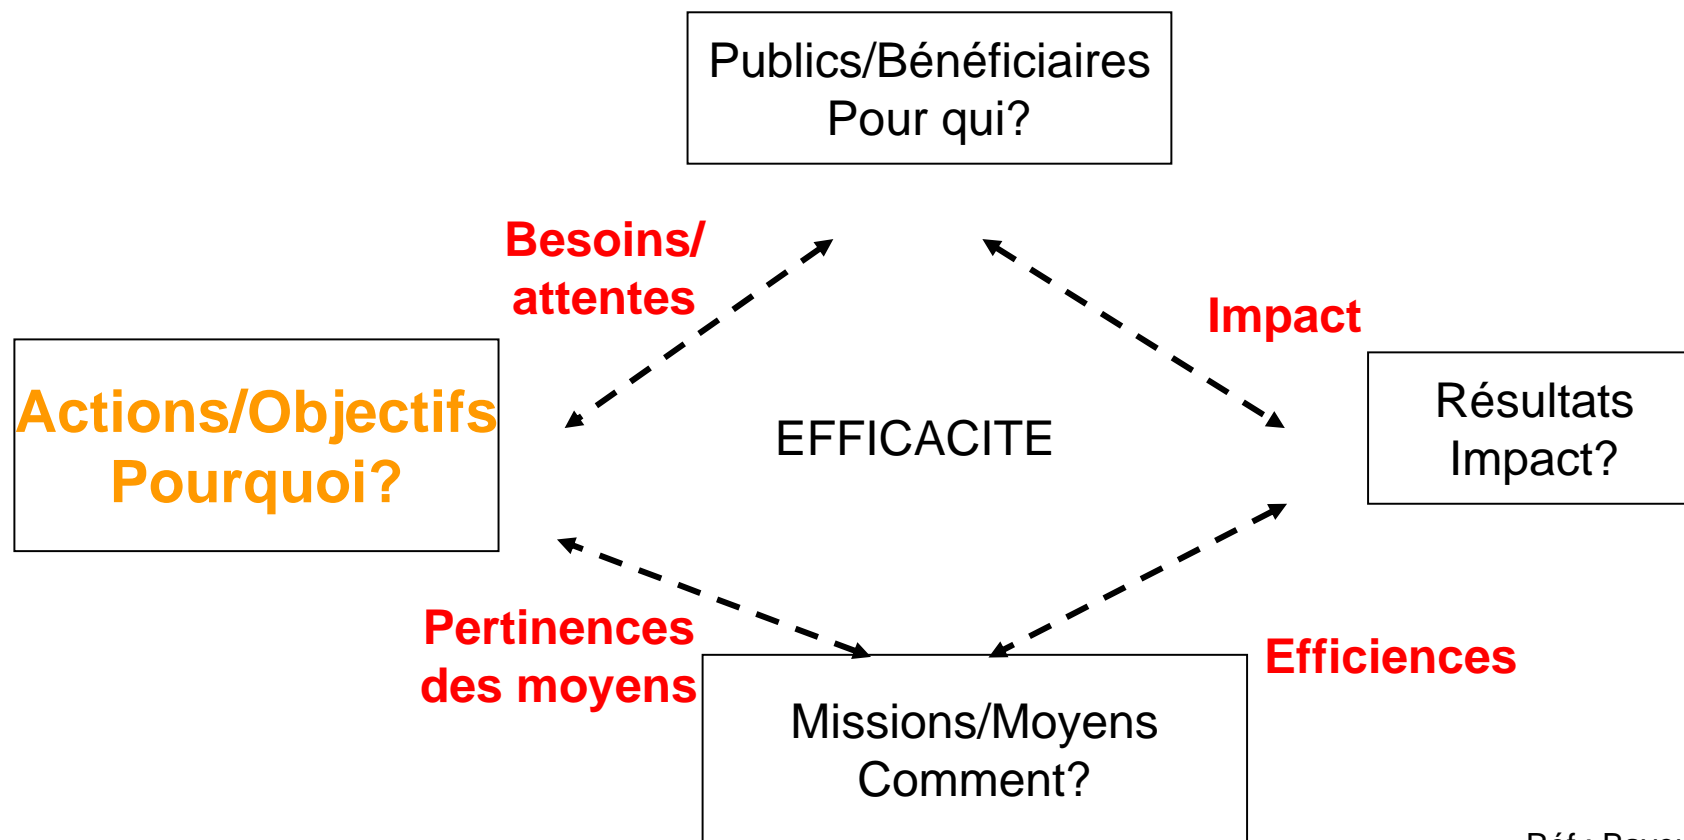 Publics/Bénéficiaires
Pour qui?
Besoins/
attentes
Impact
Actions/Objectifs
Pourquoi?
EFFICACITE
Résultats
Impact?
Pertinences
des moyens
Efficiences
Missions/Moyens
Comment?